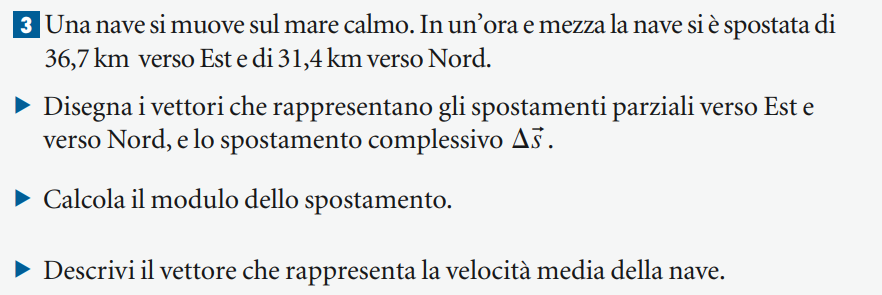 3 Una nave si muove sul mare calmo. In un’ora e mezza la nave si è spostata di
36,7 km verso Est e di 31,4 km verso Nord.
▶ Disegna i vettori che rappresentano gli spostamenti parziali verso Est e
verso Nord, e lo spostamento complessivo Δs⃗ .
▶ Calcola il modulo dello spostamento.
▶ Descrivi il vettore che rappresenta la velocità media della nave.